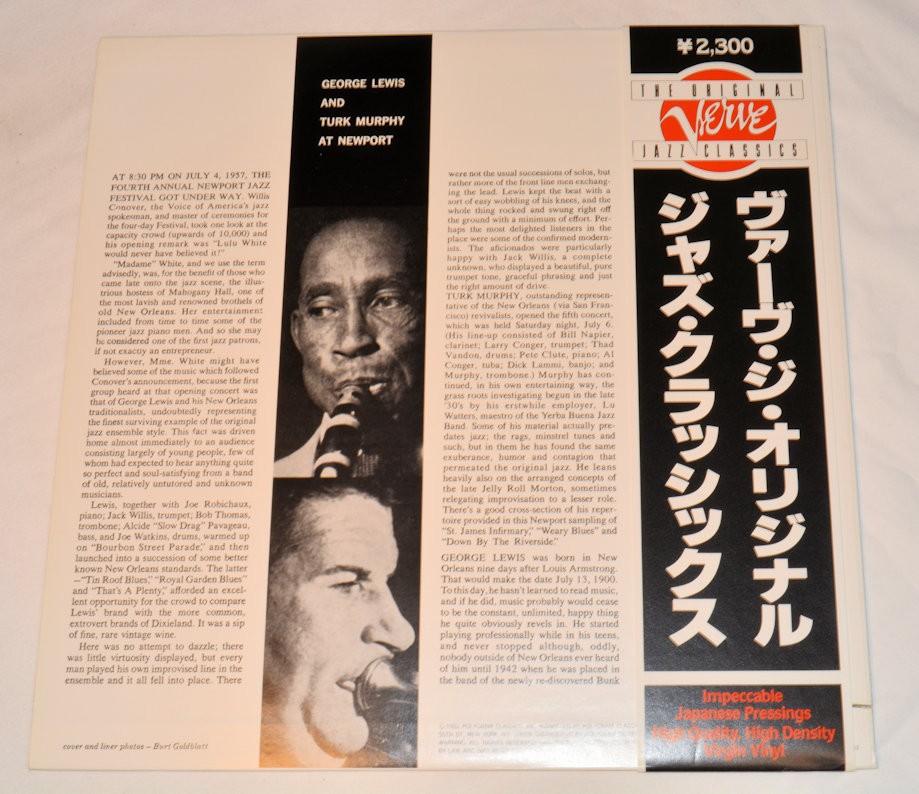 GEORGE LEWIS
AND
TURK MURPHY
AT NEWPORT
AT 8:30 PM ON JULY 4, 1957, THE
FOURTH ANNUAL NEWPORT JAZZ
FESTIVAL GOT UNDER WAY. Willis
Conover, the Voice of America's jazz
spokesman, and master of ceremonies for
the four-day Festival, took one look at the
capacity crowd (upwards of 10,000) and
his opening remark was "Lulu White
would never have believed it!"
"Madame" White, and we use the term
advisedly, was, for the benefit of those who
came late onto the jazz scene, the illus-
trious hostess of Mahogany Hall, one of
the most lavish and renowned brothels of
old New Orleans. Her entertainment
included from time to time some of the
pioneer jazz piano men. And so she may
be considered one of the first jazz patrons,
if not exactly an entrepreneur.
However, Mme. White might have
believed some of the music which followed
Conover's announcement, because the first
group heard at that opening concert was
that of George Lewis and his New Orleans
traditionalists, undoubtedly representing
the finest surviving example of the original
jazz ensemble style. This fact was driven
home almost immediately to an audience
consisting largely of young people, few of
whom had expected to hear anything quite
so perfect and soul-satisfying from a band
of old, relatively untutored and unknown
musicians.
Lewis, together with Joe Robichaux,
piano; Jack Willis, trumpet; Bob Thomas,
trombone; Alcide "Slow Drag" Pavageau,
bass, and Joe Watkins, drums, warmed up
on "Bourbon Street Parade," and then
launched into a succession of some better
known New Orleans standards. The latter
—"Tin Roof Blues," "Royal Garden Blues"
and "That's A Plenty," afforded an excel-
lent opportunity for the crowd to compare
Lewis' brand with the more common,
extrovert brands of Dixieland. It was a sip
of fine, rare vintage wine.
Here was no attempt to dazzle; there
was little virtuosity displayed, but every
man played his own improvised line in the
ensemble and it all fell into place. There
were not the usual successions of solos, but
rather more of the front line men exchang-
ing the lead. Lewis kept the beat with a
sort of easy wobbling of his knees, and the
whole thing rocked and swung right off
the ground with a minimum of effort. Per-
haps the most delighted listeners in the
place were some of the confirmed modern-
ists. The aficionados were particularly
happy with Jack Willis, a complete
unknown, who displayed a beautiful, pure
trumpet tone, graceful phrasing and just
the right amount of drive.
TURK MURPHY, outstanding represen-
tative of the New Orleans (via San Fran-
cisco) revivalists, opened the fifth concert,
which was held Saturday night, July 6.
(His line-up consisted of Bill Napier,
clarinet; Larry Conger, trumpet; Thad
Vandon, drums; Pete Clute, piano; Al
Conger, tuba; Dick Lammi, banjo; and
Murphy, trombone.) Murphy has con-
tinued, in his own entertaining way, the
grass roots investigating begun in the late
'30's by his erstwhile employer, Lu
Watters, maestro of the Yerba Buena Jazz
Band. Some of his material actually pre-
dates jazz; the rags, minstrel tunes and
such, but in them he has found the same
exuberance, humor and contagion that
permeated the original jazz. He leans
heavily also on the arranged concepts of
the late Jelly Roll Morton, sometimes
relegating improvisation to a lesser role.
There's a good cross-section of his reper-
toire provided in this Newport sampling of
"St. James Infirmary," "Weary Blues" and
"Down By The Riverside."
GEORGE LEWIS was born in New
Orleans nine days after Louis Armstrong.
That would make the date July 13, 1900.
To this day, he hasn't learned to read music,
and if he did, music probably would cease
to be the constant, unlimited, happy thing
he quite obviously revels in. He started
playing professionally while in his teens,
and never stopped although, oddly,
nobody outside of New Orleans ever heard
of him until 1942 when he was placed in
the band of the newly re-discovered Bunk
cover and liner photos – Burt Goldblatt
¥2,300
THE ORIGINAL
Verve
JAZZ CLASSICS
ヴァーヴ・ジ・オリジナル
ジャズ・クラッシックス
Impeccable
Japanese Pressings
High Quality, High Density
Virgin Vinyl